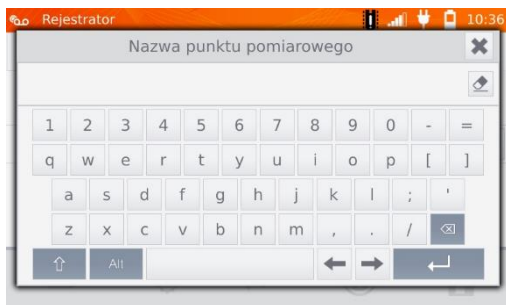 Rejestrator 10:36
Nazwa punktu pomiarowego
1 2 3 4 5 6 7 8 9 0 - =
q w e r t y u i o p [ ]
a s d f g h j k l ; '
z x c v b n m , . /
Alt